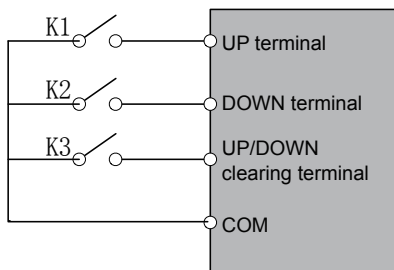 K1
UP terminal
K2
DOWN terminal
K3
UP/DOWN
clearing terminal
COM